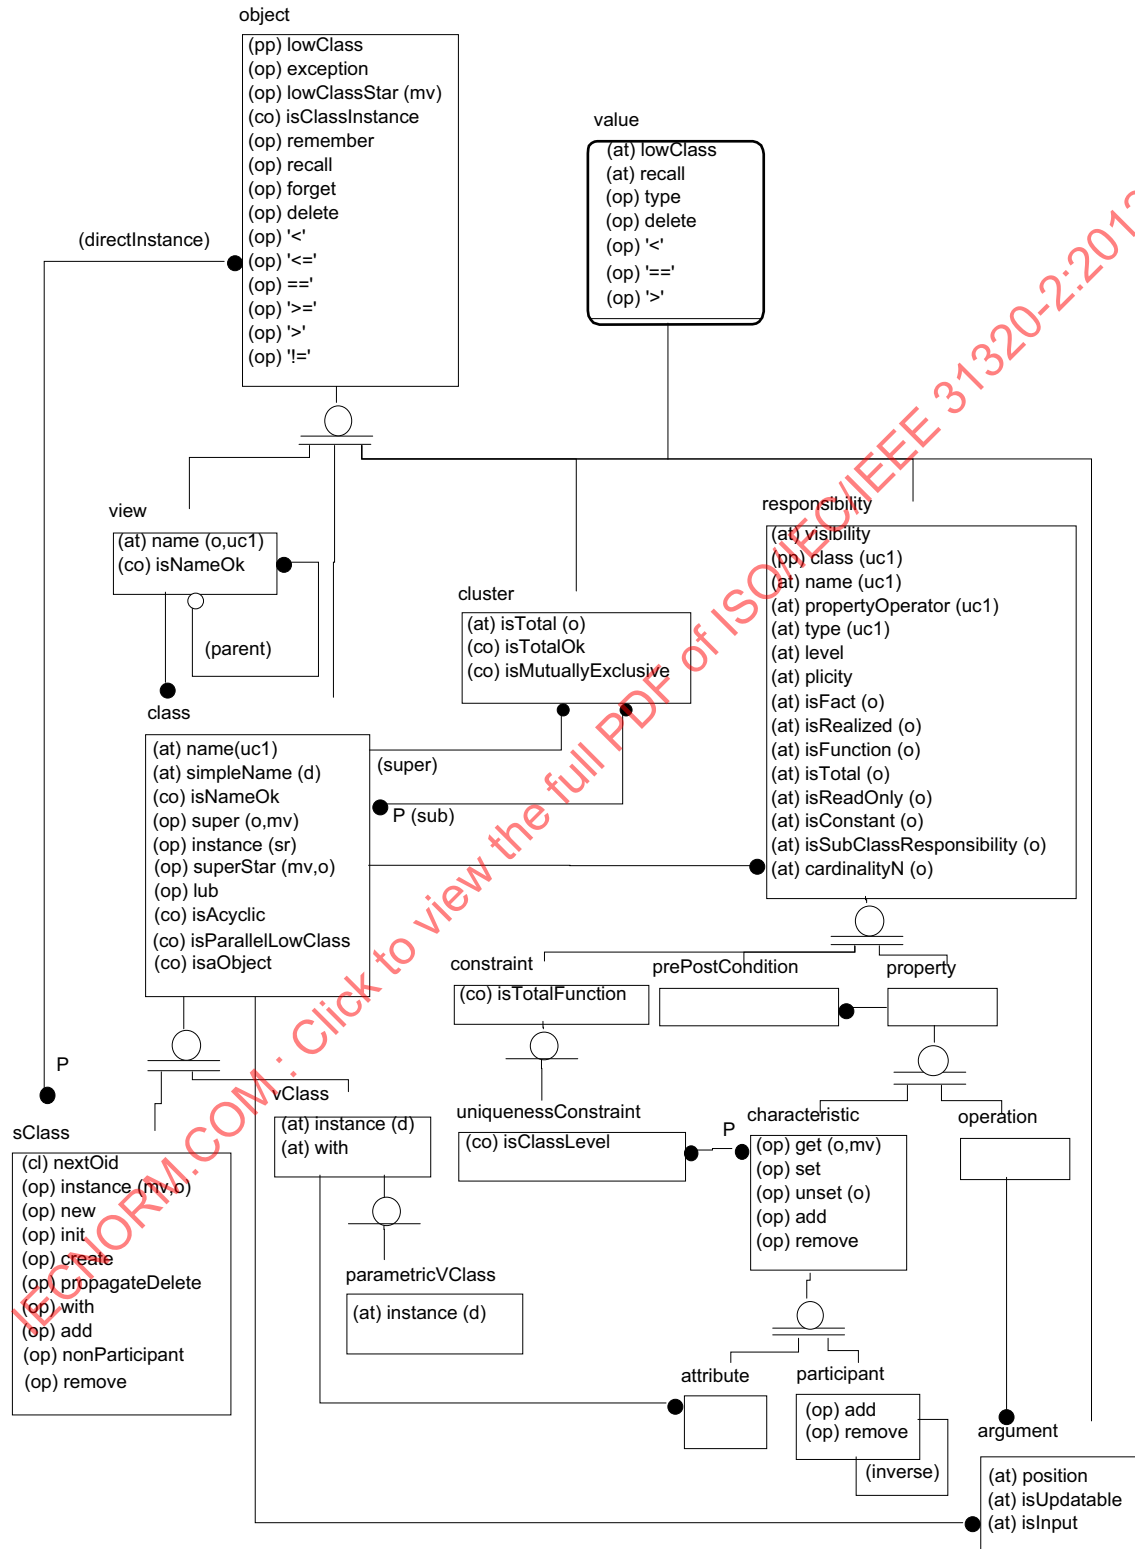 object
(pp) lowClass
(op) exception
(op) lowClassStar (mv)
(co) isClassInstance
(op) remember
(op) recall
(op) forget
(op) delete
(op) '<'
(op) '<='
(op) =='
(op) '>='
(op) '>'
(op) '!='
value
(at) lowClass
(at) recall
(op) type
(op) delete
(op) '<'
(op) '=='
(op) '>'
(directInstance)
view
(at) name (o,uc1)
(co) isNameOk
(parent)
cluster
(at) isTotal (o)
(co) isTotalOk
(co) isMutuallyExclusive
responsibility
(at) visibility
(pp) class (uc1)
(at) name (uc1)
(at) propertyOperator (uc1)
(at) type (uc1)
(at) level
(at) plicity
(at) isFact (o)
(at) isRealized (o)
(at) isFunction (o)
(at) isTotal (o)
(at) isReadOnly (o)
(at) isConstant (o)
(at) isSubClassResponsibility (o)
(at) cardinalityN (o)
class
(at) name(uc1)
(at) simpleName (d)
(co) isNameOk
(op) super (o,mv)
(op) instance (sr)
(op) superStar (mv,o)
(op) lub
(co) isAcyclic
(co) isParallelLowClass
(co) isaObject
(super)
P (sub)
constraint
(co) isTotalFunction
prePostCondition
property
P
sClass
(cl) nextOid
(op) instance (mv,o)
(op) new
(op) init
(op) create
(op) propagateDelete
(op) with
(op) add
(op) nonParticipant
(op) remove
vClass
(at) instance (d)
(at) with
parametricVClass
(at) instance (d)
uniquenessConstraint
(co) isClassLevel
P
characteristic
(op) get (o,mv)
(op) set
(op) unset (o)
(op) add
(op) remove
operation
attribute
participant
(op) add
(op) remove
(inverse)
argument
(at) position
(at) isUpdatable
(at) isInput
IECNORM.COM : Click to view the full PDF of ISO/IEC/IEEE 31320-2:2012